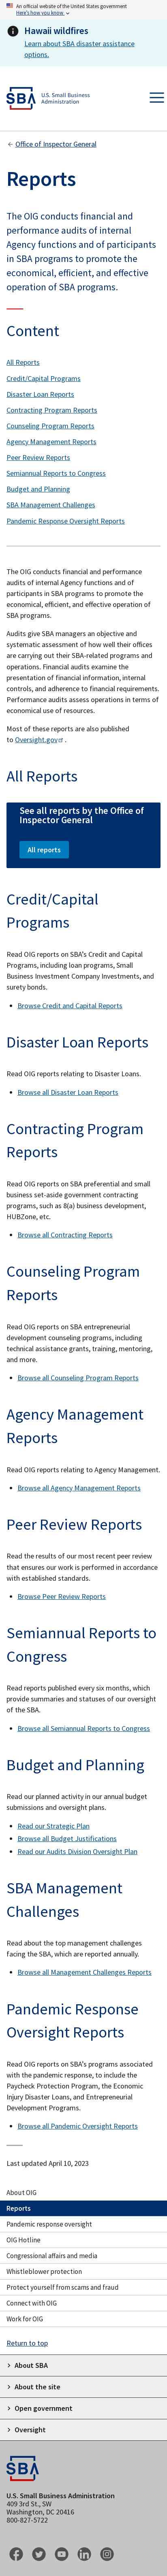 An official website of the United States government
Here's how you know
Hawaii wildfires
Learn about SBA disaster assistance
options.
SBA
U.S. Small Business
Administration
Office of Inspector General
Reports
The OIG conducts financial and
performance audits of internal
Agency functions and of participants
in SBA programs to promote the
economical, efficient, and effective
operation of SBA programs.
Content
All Reports
Credit/Capital Programs
Disaster Loan Reports
Contracting Program Reports
Counseling Program Reports
Agency Management Reports
Peer Review Reports
Semiannual Reports to Congress
Budget and Planning
SBA Management Challenges
Pandemic Response Oversight Reports
The OIG conducts financial and performance
audits of internal Agency functions and of
participants in SBA programs to promote the
economical, efficient, and effective operation of
SBA programs.
Audits give SBA managers an objective and
systematic assessment of how well their offices
are carrying out their SBA-related programs and
operations. Financial audits examine the
presentation of financial information, internal
controls, and adherence to financial requirements.
Performance audits assess operations in terms of
economical use of resources.
Most of these reports are also published
to Oversight.gov .
All Reports
See all reports by the Office of
Inspector General
All reports
Credit/Capital
Programs
Read OIG reports on SBA's Credit and Capital
Programs, including loan programs, Small
Business Investment Company Investments, and
surety bonds.
Browse Credit and Capital Reports
Disaster Loan Reports
Read OIG reports relating to Disaster Loans.
Browse all Disaster Loan Reports
Contracting Program
Reports
Read OIG reports on SBA preferential and small
business set-aside government contracting
programs, such as 8(a) business development,
HUBZone, etc.
Browse all Contracting Reports
Counseling Program
Reports
Read OIG reports on SBA entrepreneurial
development counseling programs, including
technical assistance grants, training, mentoring,
and more.
Browse all Counseling Program Reports
Agency Management
Reports
Read OIG reports relating to Agency Management.
Browse all Agency Management Reports
Peer Review Reports
Read the results of our most recent peer review
that ensures our work is performed in accordance
with established standards.
Browse Peer Review Reports
Semiannual Reports to
Congress
Read reports published every six months, which
provide summaries and statuses of our oversight
of the SBA.
Browse all Semiannual Reports to Congress
Budget and Planning
Read our planned activity in our annual budget
submissions and oversight plans.
Read our Strategic Plan
Browse all Budget Justifications
Read our Audits Division Oversight Plan
SBA Management
Challenges
Read about the top management challenges
facing the SBA, which are reported annually.
Browse all Management Challenges Reports
Pandemic Response
Oversight Reports
Read OIG reports on SBA's programs associated
with the pandemic response, to include the
Paycheck Protection Program, the Economic
Injury Disaster Loans, and Entrepreneurial
Development Programs.
Browse all Pandemic Oversight Reports
Last updated April 10, 2023
About OIG
Reports
Pandemic response oversight
OIG Hotline
Congressional affairs and media
Whistleblower protection
Protect yourself from scams and fraud
Connect with OIG
Work for OIG
Return to top
About SBA
About the site
Open government
Oversight
SBA
U.S. Small Business Administration
409 3rd St., SW
Washington, DC 20416
800-827-5722